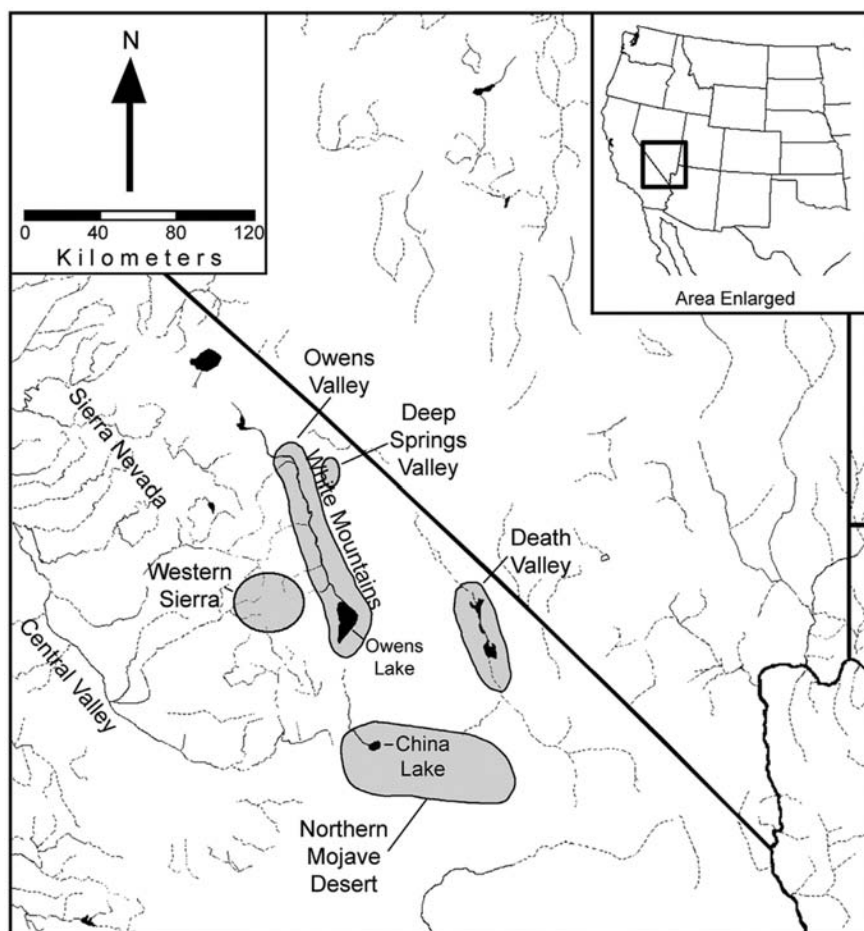 N
0 40 80 120
Kilometers
Area Enlarged
Owens
Valley
Deep
Springs
Valley
Sierra Nevada
White Mountains
Death
Valley
Western
Sierra
Owens
Lake
Central Valley
China
Lake
Northern
Mojave
Desert